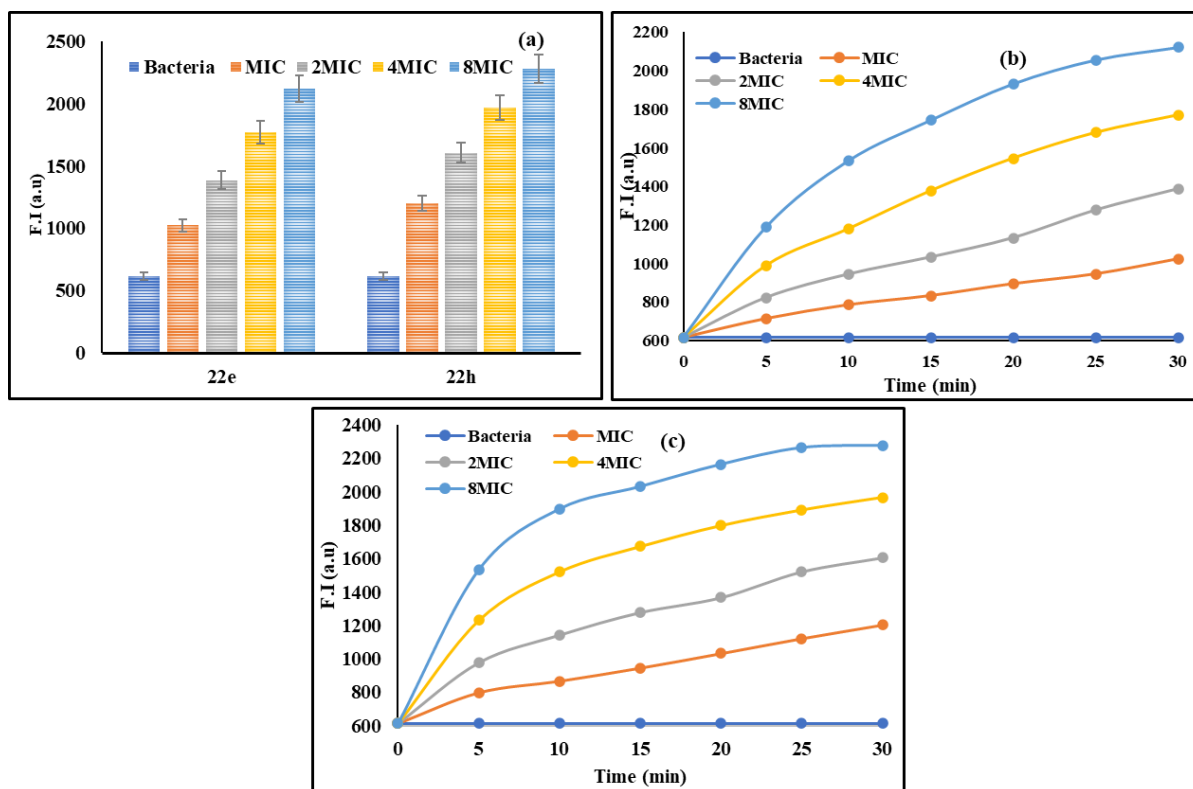 (a)
Bacteria MIC 2MIC 4MIC 8MIC
2500
2000
1500
1000
500
0
F.I (a.u)
22e 22h
(b)
Bacteria MIC
2MIC 4MIC
8MIC
2200
2000
1800
1600
1400
1200
1000
800
600
F.I (a.u)
0 5 10 15 20 25 30
Time (min)
(c)
Bacteria MIC
2MIC 4MIC
8MIC
2400
2200
2000
1800
1600
1400
1200
1000
800
600
F.I (a.u)
0 5 10 15 20 25 30
Time (min)